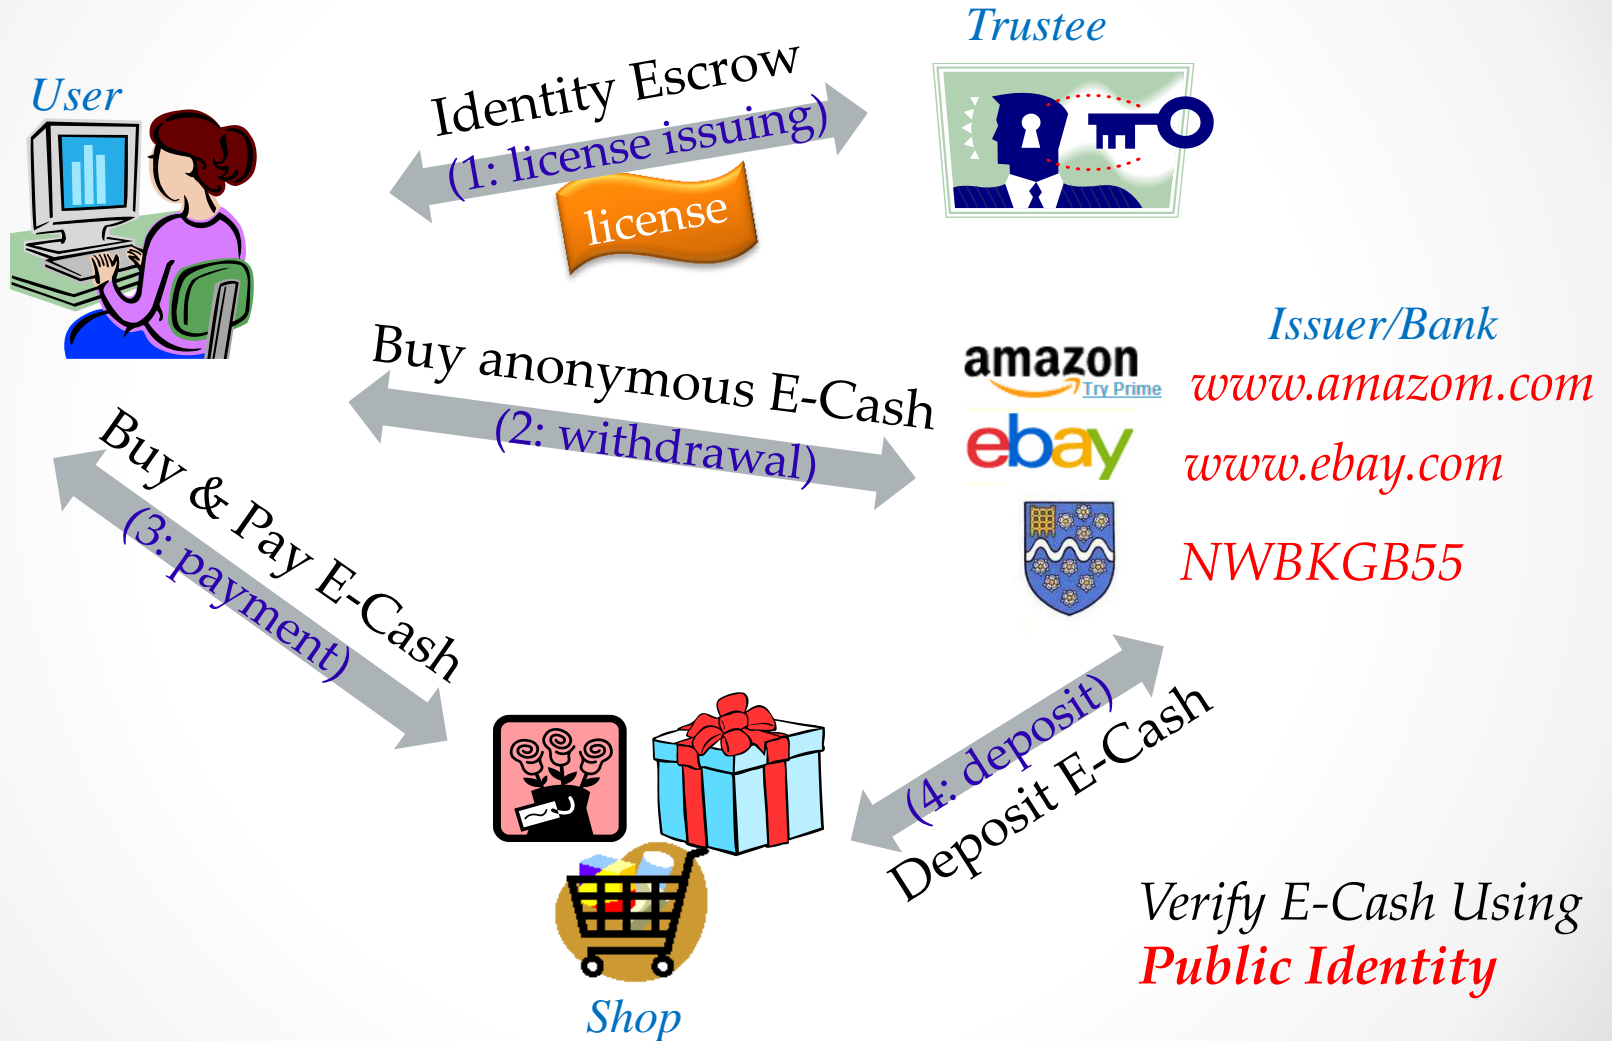 Trustee
User
Identity Escrow
(1: license issuing)
license
Issuer/Bank
Buy anonymous E-Cash
(2: withdrawal)
amazon
Try Prime
www.amazom.com
ebay
www.ebay.com
NWBKGB55
Buy & Pay E-Cash
(3: payment)
(4: deposit)
Deposit E-Cash
Verify E-Cash Using
Public Identity
Shop